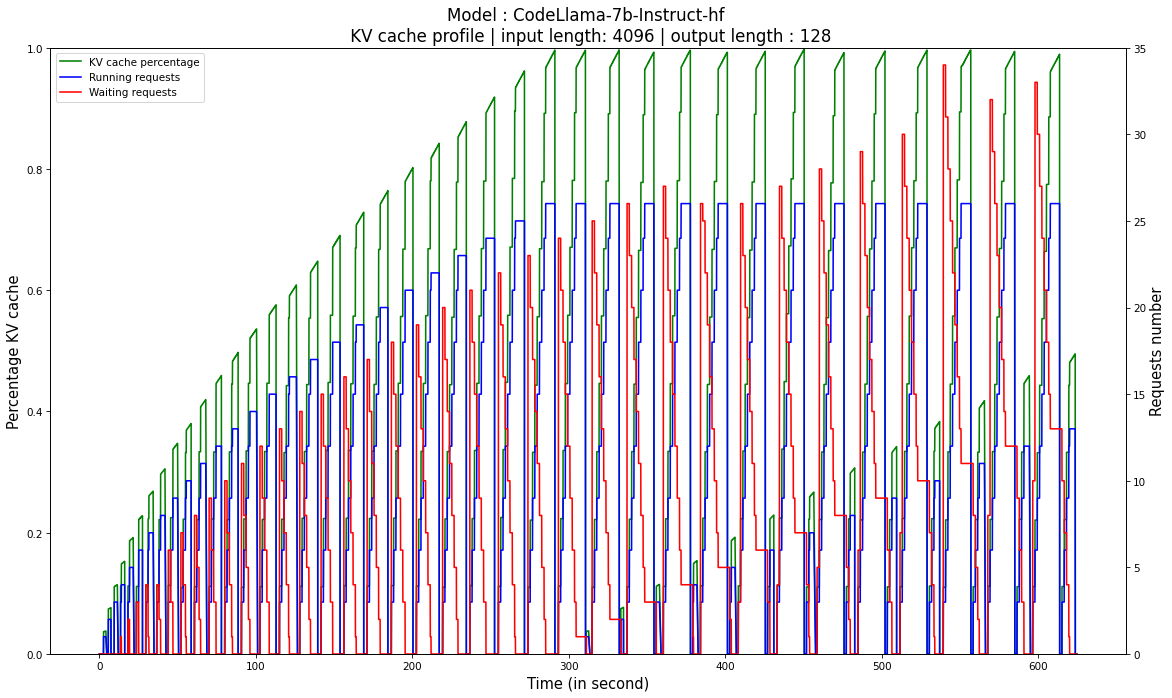 Model : CodeLlama-7b-Instruct-hf
KV cache profile | input length: 4096 | output length : 128
KV cache percentage
Running requests
Waiting requests
Percentage KV cache
1.0
0.8
0.6
0.4
0.2
0.0
35
30
25
20
15
10
5
0
Requests number
0 100 200 300 400 500 600
Time (in second)